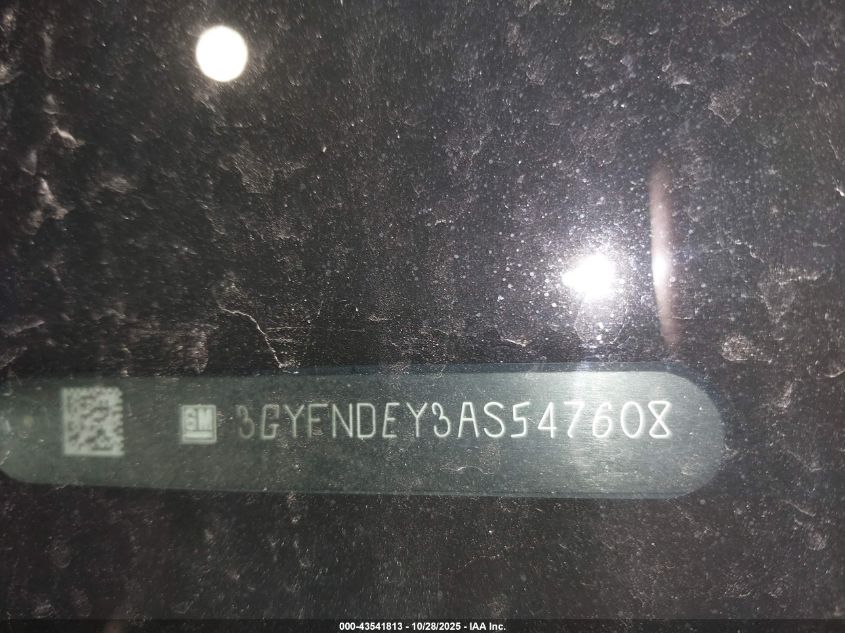 GM 3GYFNDEY3AS547608
000-43541813 - 10/28/2025 - IAA Inc.